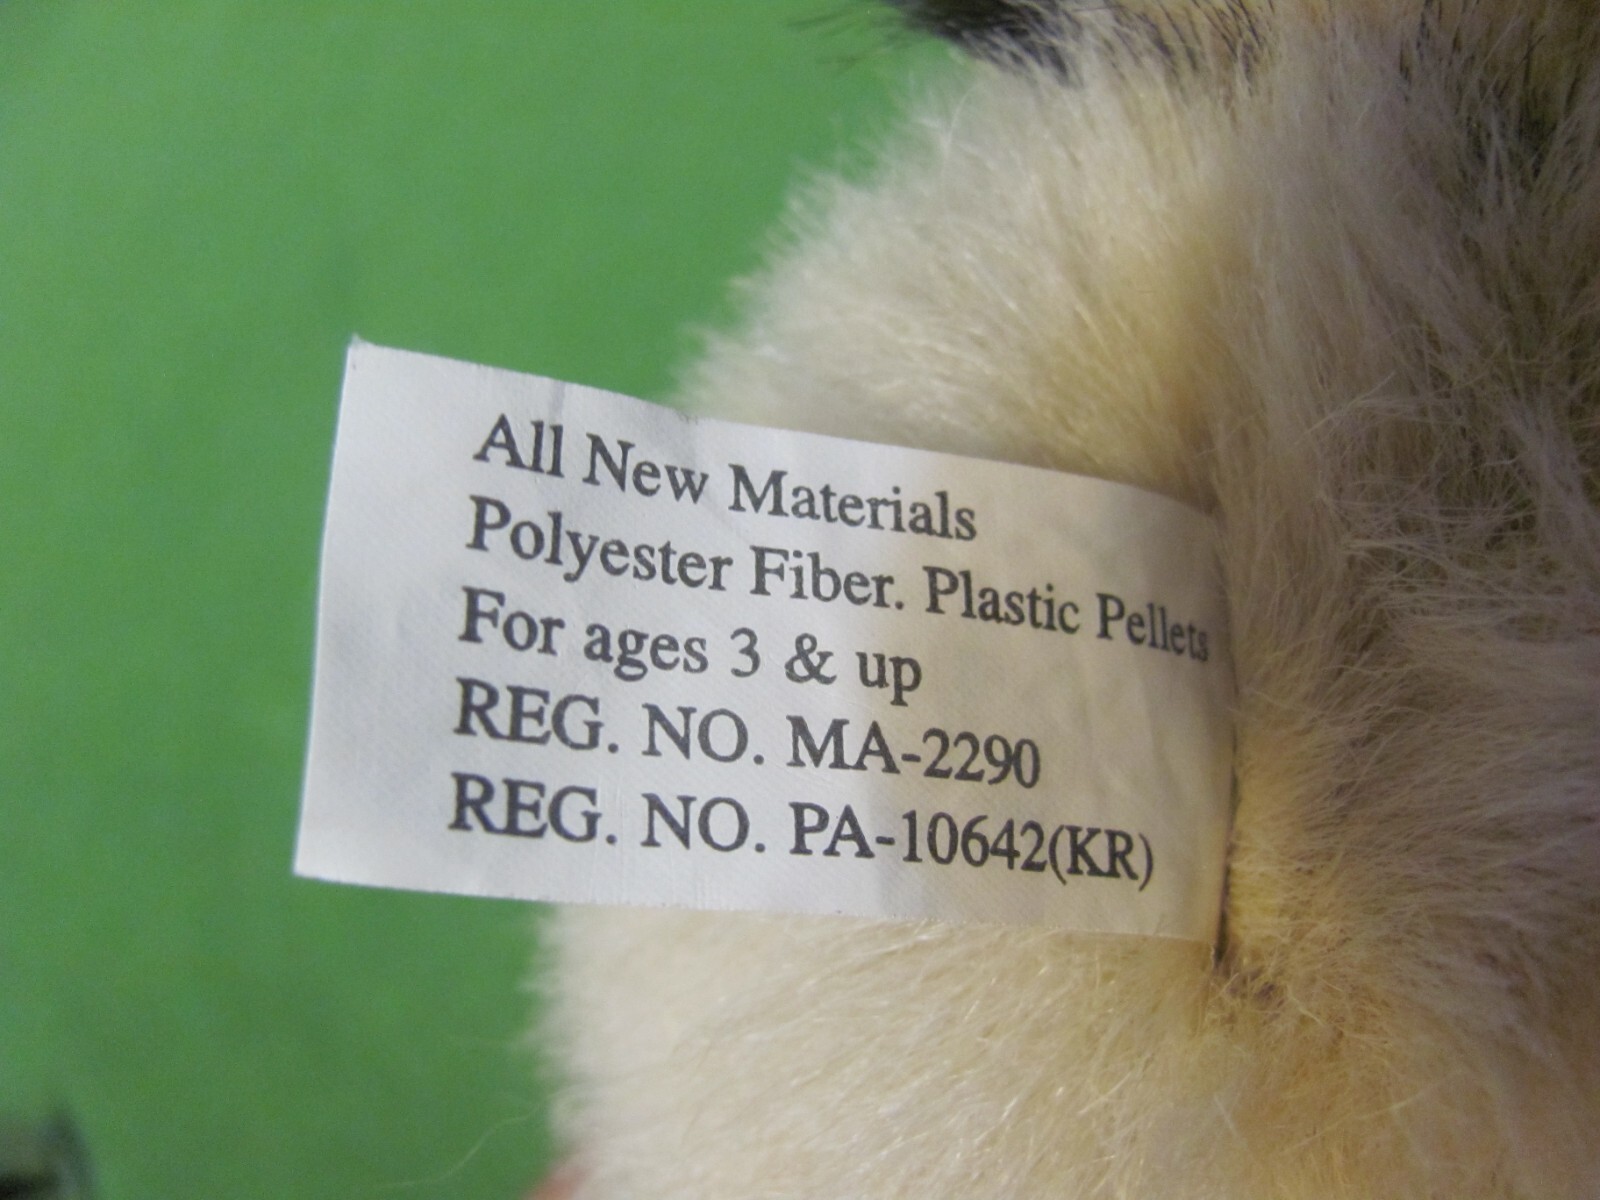 All New Materials
Polyester Fiber. Plastic Pellets
For ages 3 & up
REG. NO. MA-2290
REG. NO. PA-10642(KR)